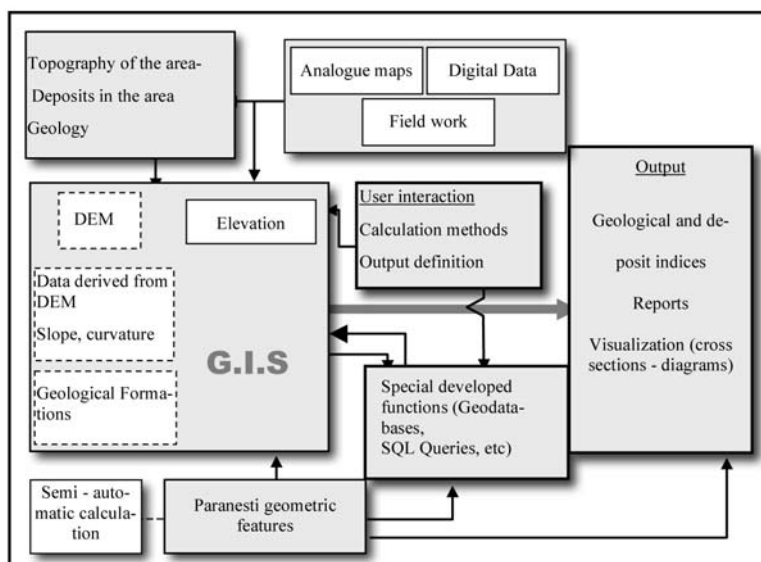 Topography of the area-
Deposits in the area
Geology
Analogue maps
Digital Data
Field work
DEM
Elevation
Data derived from
DEM
Slope, curvature
Geological Forma-
tions
G.I.S
User interaction
Calculation methods
Output definition
Special developed
functions (Geodata-
bases,
SQL Queries, etc)
Output
Geological and de-
posit indices
Reports
Visualization (cross
sections - diagrams)
Semi - auto-
matic calcula-
tion
Paranesti geometric
features